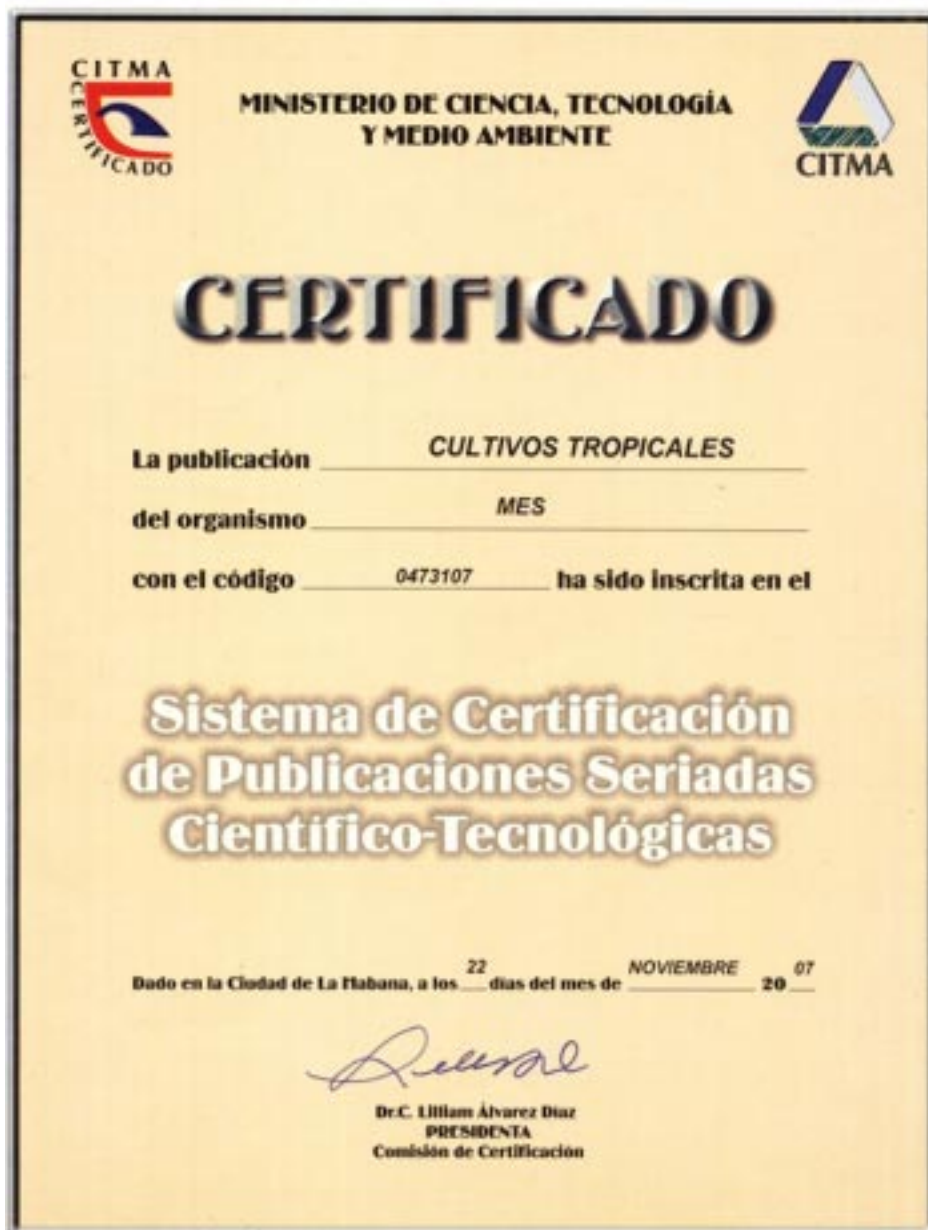 CITMA
CERTIFICADO
MINISTERIO DE CIENCIA, TECNOLOGÍA
Y MEDIO AMBIENTE
CITMA
CERTIFICADO
La publicación CULTIVOS TROPICALES
del organismo MES
con el código 0473107 ha sido inscrita en el
Sistema de Certificación
de Publicaciones Seriadas
Científico-Tecnológicas
Dado en la Ciudad de La Habana, a los 22 días del mes de NOVIEMBRE 20 07
Dr.C. Lilliam Álvarez Díaz
PRESIDENTA
Comisión de Certificación